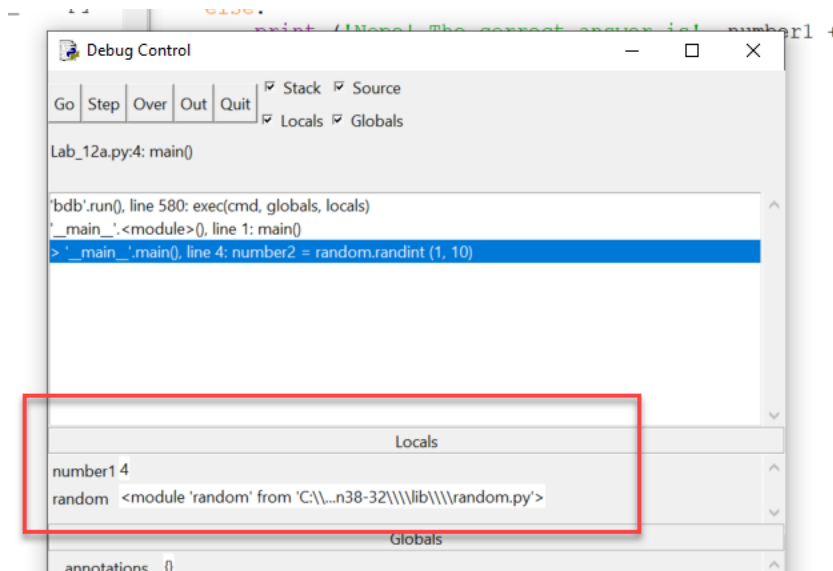 else:
print ('Nope! The correct answer is', number1 +
Debug Control
Go Step Over Out Quit Stack Source
Locals Globals
Lab_12a.py:4: main()
'bdb'.run(), line 580: exec(cmd, globals, locals)
'__main__'.<module>(), line 1: main()
> '__main__'.main(), line 4: number2 = random.randint (1, 10)
Locals
number1 4
random <module 'random' from 'C:\\...n38-32\\\\lib\\\\random.py'>
Globals
__annotations__ {}